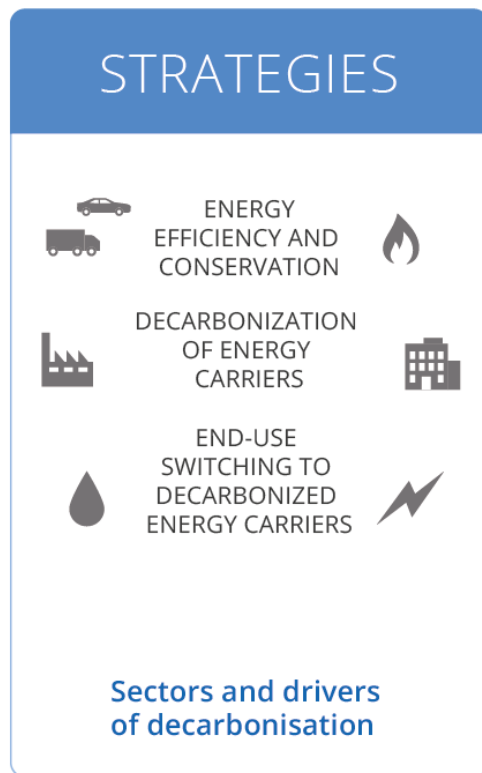 STRATEGIES
ENERGY
EFFICIENCY AND
CONSERVATION
DECARBONIZATION
OF ENERGY
CARRIERS
END-USE
SWITCHING TO
DECARBONIZED
ENERGY CARRIERS
Sectors and drivers
of decarbonisation